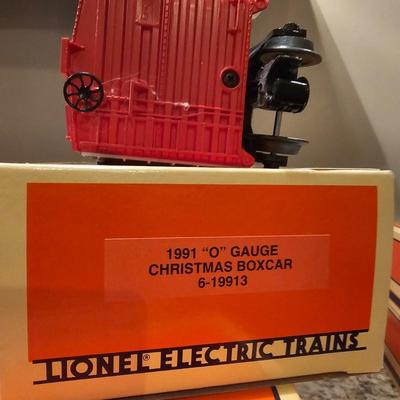 1991 "O" GAUGE
CHRISTMAS BOXCAR
6-19913
LIONEL® ELECTRIC TRAINS